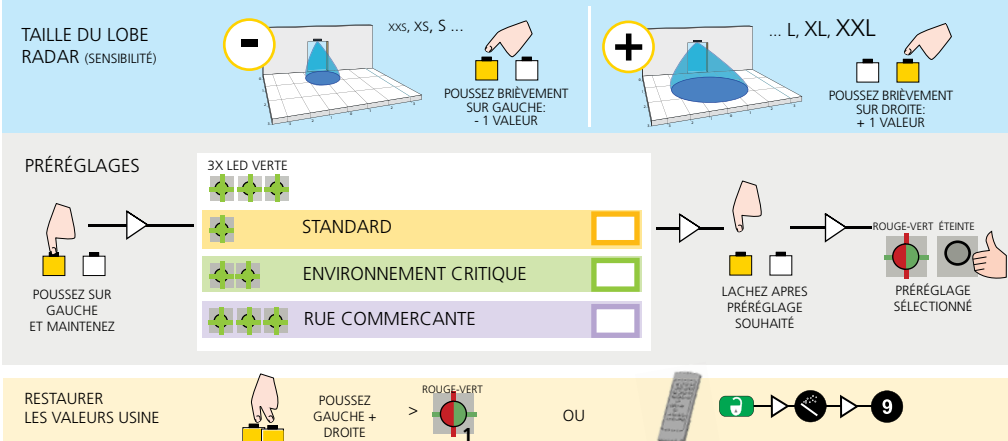 TAILLE DU LOBE
RADAR (SENSIBILITÉ)
-
XXS, XS, S ...
POUSSEZ BRIÈVEMENT
SUR GAUCHE:
- 1 VALEUR
+
... L, XL, XXL
POUSSEZ BRIÈVEMENT
SUR DROITE:
+ 1 VALEUR
PRÉRÉGLAGES
POUSSEZ SUR
GAUCHE
ET MAINTENEZ
3X LED VERTE
STANDARD
ENVIRONNEMENT CRITIQUE
RUE COMMERCANTE
LACHEZ APRES
PRÉRÉGLAGE
SOUHAITÉ
ROUGE-VERT ÉTEINTE
PRÉRÉGLAGE
SÉLECTIONNÉ
RESTAURER
LES VALEURS USINE
POUSSEZ
GAUCHE +
DROITE
>
ROUGE-VERT
1
OU
9